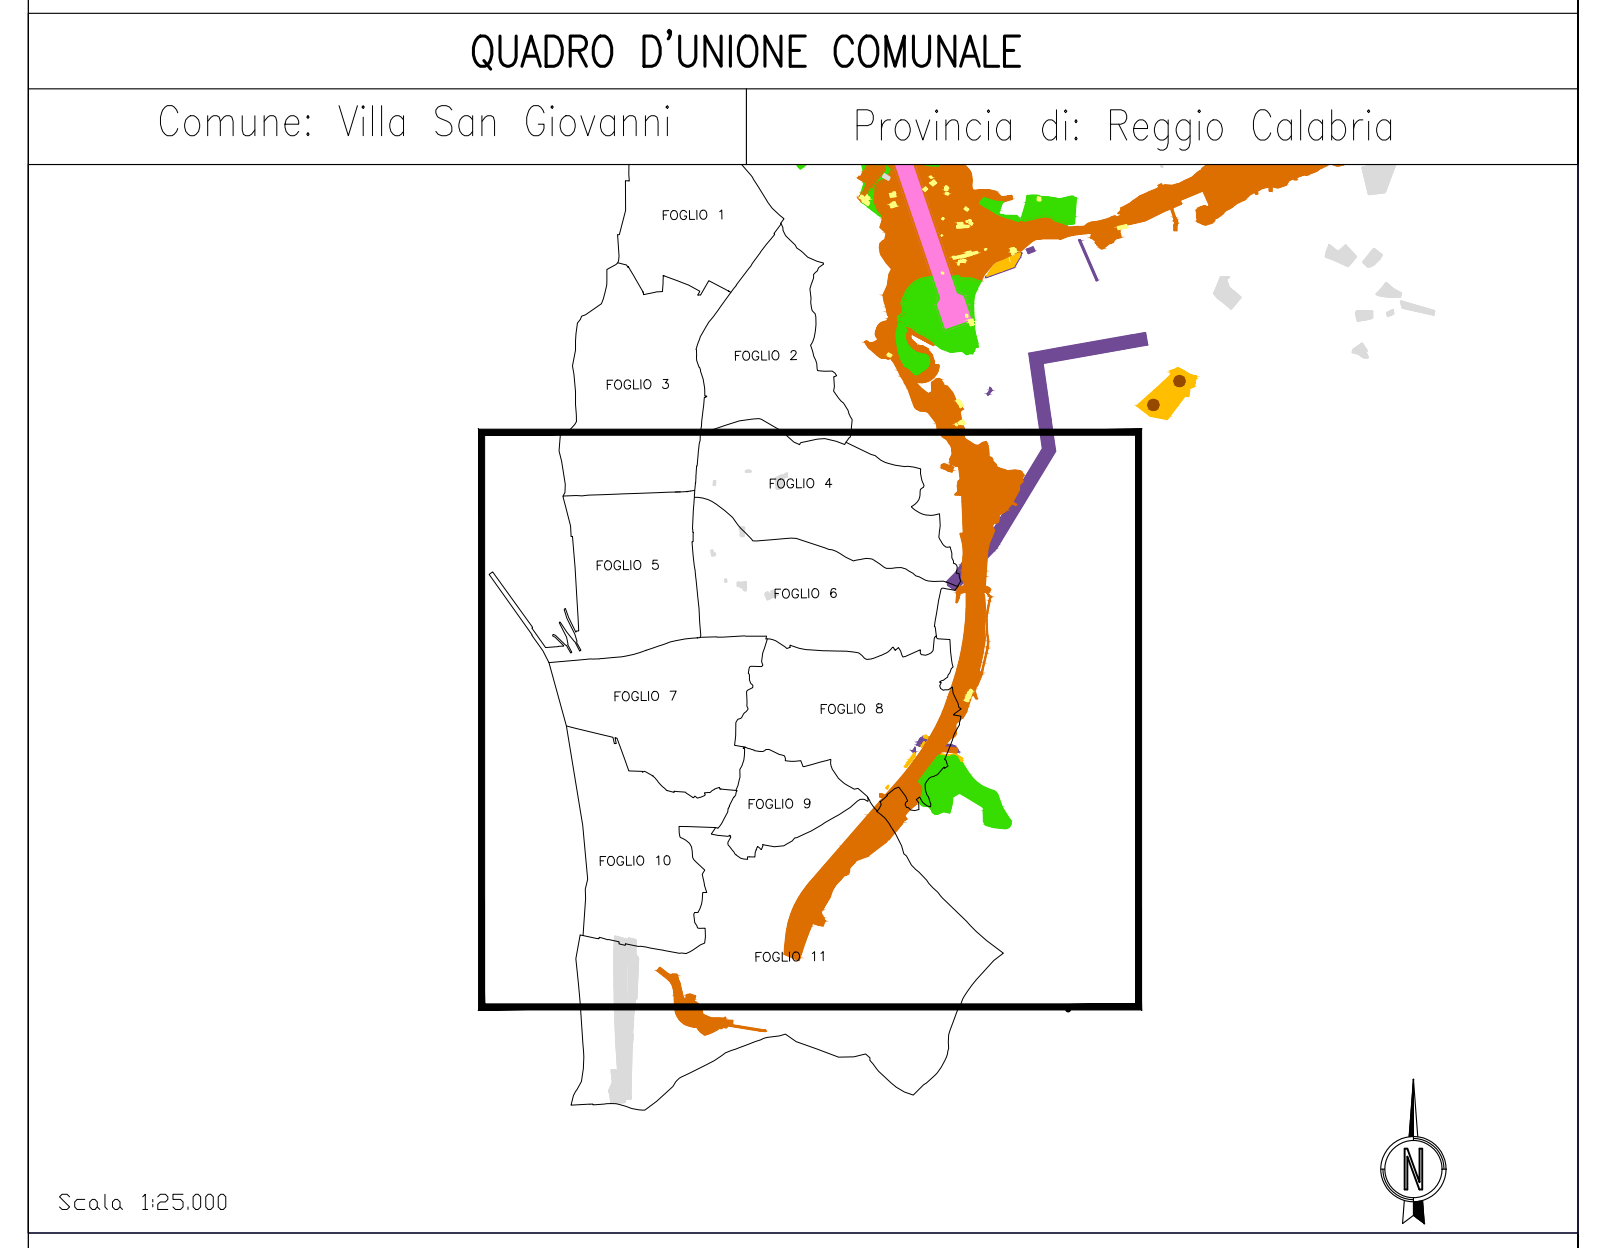 QUADRO D'UNIONE COMUNALE
Comune: Villa San Giovanni
Provincia di: Reggio Calabria
FOGLIO 1
FOGLIO 2
FOGLIO 3
FOGLIO 4
FOGLIO 5
FOGLIO 6
FOGLIO 7
FOGLIO 8
FOGLIO 9
FOGLIO 10
FOGLIO 11
N
Scala 1:25.000